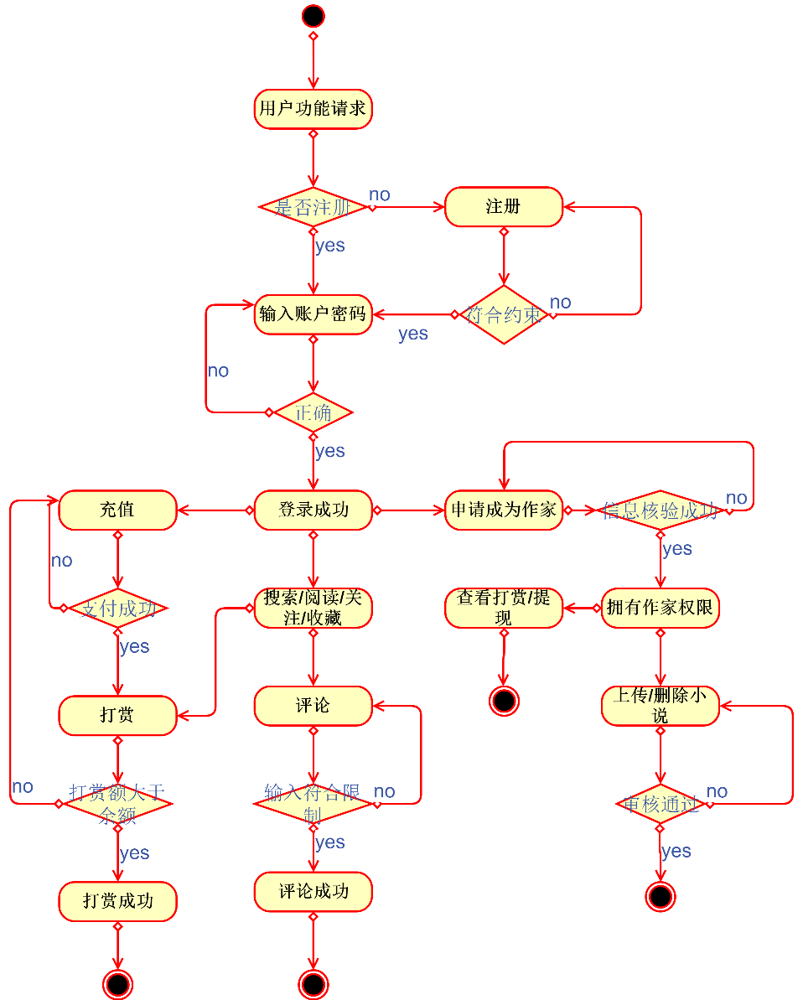 用户功能请求
是否注册
no
注册
yes
输入账户密码
符合约束
no
yes
no
正确
yes
充值
登录成功
申请成为作家
信息核验成功
no
no
yes
支付成功
搜索/阅读/关
注/收藏
查看打赏/提
现
拥有作家权限
yes
打赏
评论
上传/删除小
说
no
打赏额大于
余额
输入符合限
制
no
审核通过
no
yes
yes
yes
打赏成功
评论成功